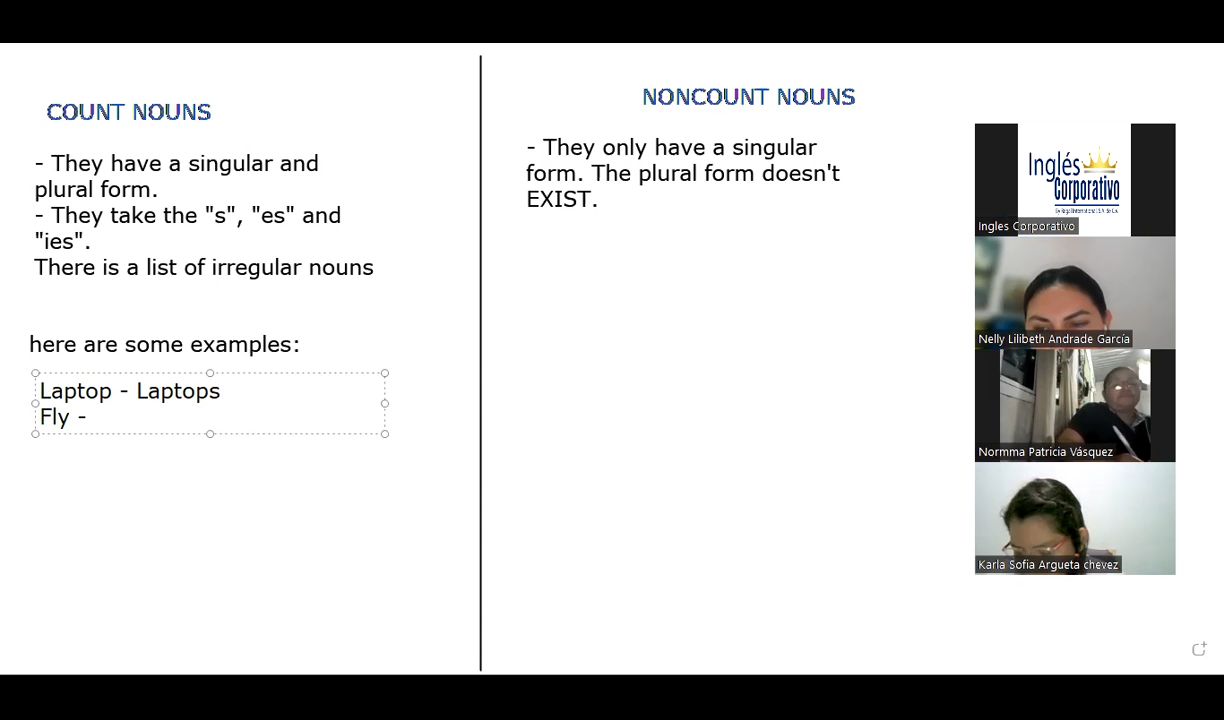 COUNT NOUNS
- They have a singular and
plural form.
- They take the "s", "es" and
"ies".
There is a list of irregular nouns
here are some examples:
Laptop - Laptops
Fly -
NONCOUNT NOUNS
- They only have a singular
form. The plural form doesn't
EXIST.
Inglés
Corporativo
Ingles Corporativo
Nelly Lilibeth Andrade García
Normma Patricia Vásquez
Karla Sofia Argueta chevez